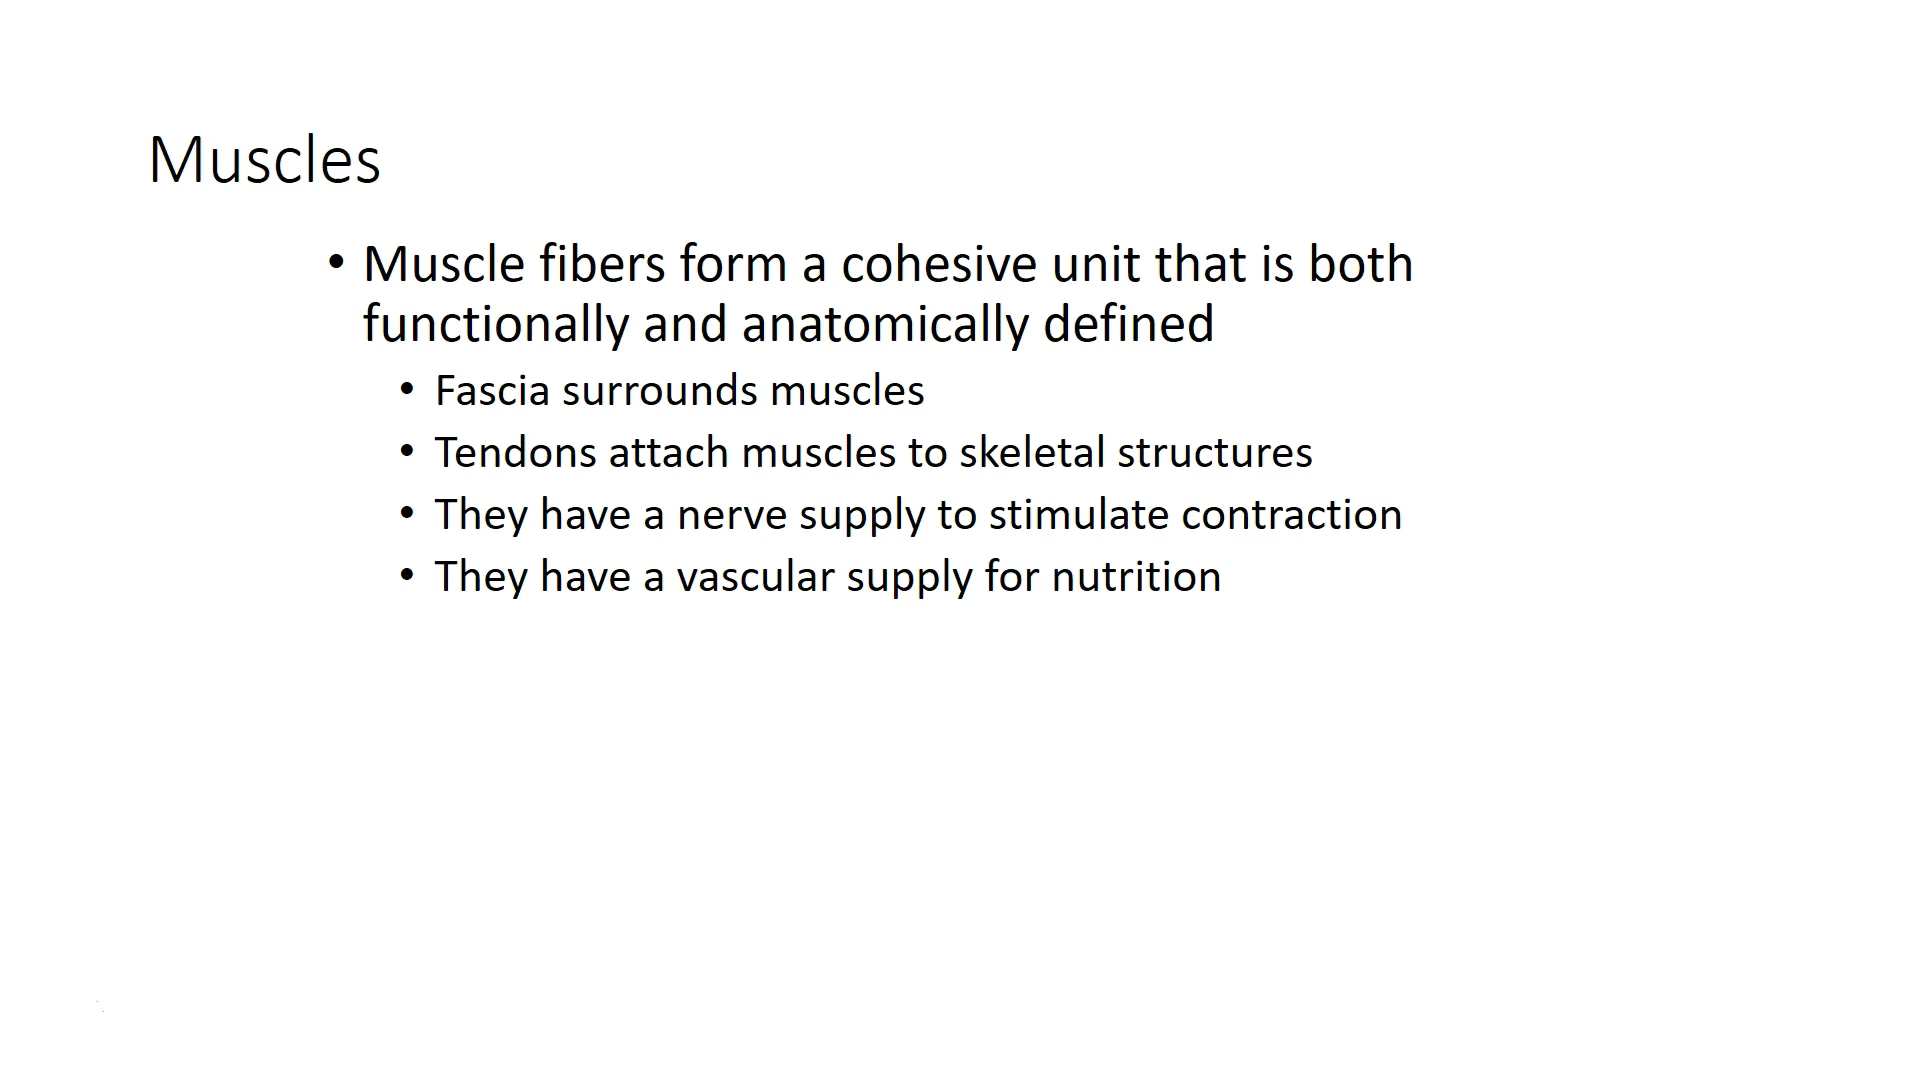 Muscles
• Muscle fibers form a cohesive unit that is both
functionally and anatomically defined
• Fascia surrounds muscles
• Tendons attach muscles to skeletal structures
• They have a nerve supply to stimulate contraction
• They have a vascular supply for nutrition